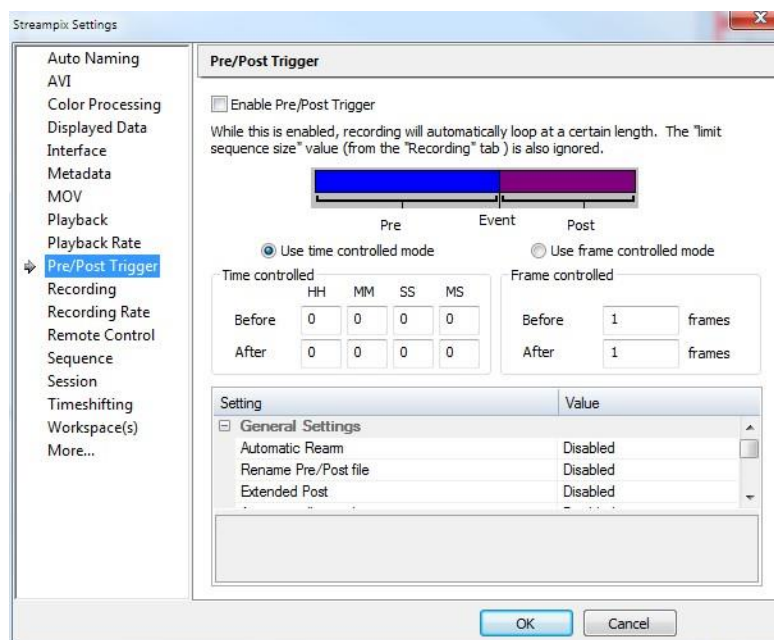 Streampix Settings
Auto Naming
AVI
Color Processing
Displayed Data
Interface
Metadata
MOV
Playback
Playback Rate
Pre/Post Trigger
Recording
Recording Rate
Remote Control
Sequence
Session
Timeshifting
Workspace(s)
More...
Pre/Post Trigger
Enable Pre/Post Trigger
While this is enabled, recording will automatically loop at a certain length. The "limit
sequence size" value (from the "Recording" tab ) is also ignored.
Pre Event Post
Use time controlled mode Use frame controlled mode
Time controlled Frame controlled
HH MM SS MS
Before 0 0 0 0 Before 1 frames
After 0 0 0 0 After 1 frames
Setting Value
General Settings
Automatic Rearm Disabled
Rename Pre/Post file Disabled
Extended Post Disabled
OK Cancel